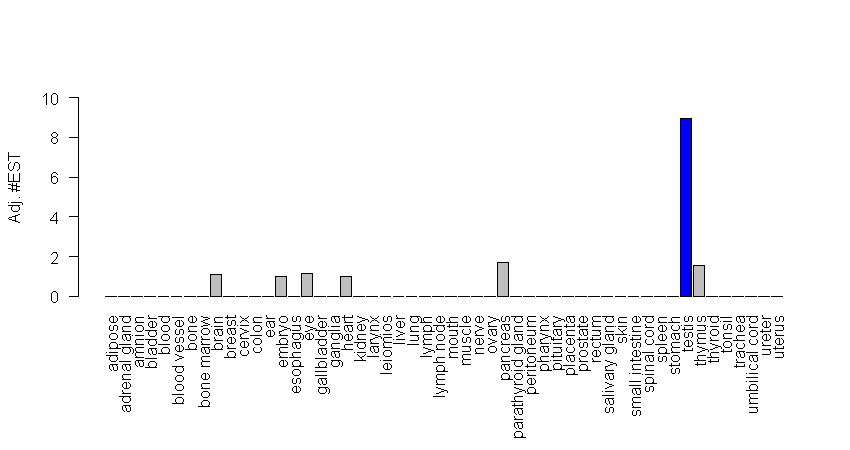 Adj. #EST
10
8
6
4
2
0
adipose
adrenal gland
amnion
bladder
blood
blood vessel
bone
bone marrow
brain
breast
cervix
colon
ear
embryo
esophagus
eye
gallbladder
ganglia
heart
kidney
larynx
leiomios
liver
lung
lymph
lymph node
mouth
muscle
nerve
ovary
pancreas
parathyroid gland
peritoneum
pharynx
pituitary
placenta
prostate
rectum
salivary gland
skin
small intestine
spinal cord
spleen
stomach
testis
thymus
thyroid
tonsil
trachea
umbilical cord
ureter
uterus